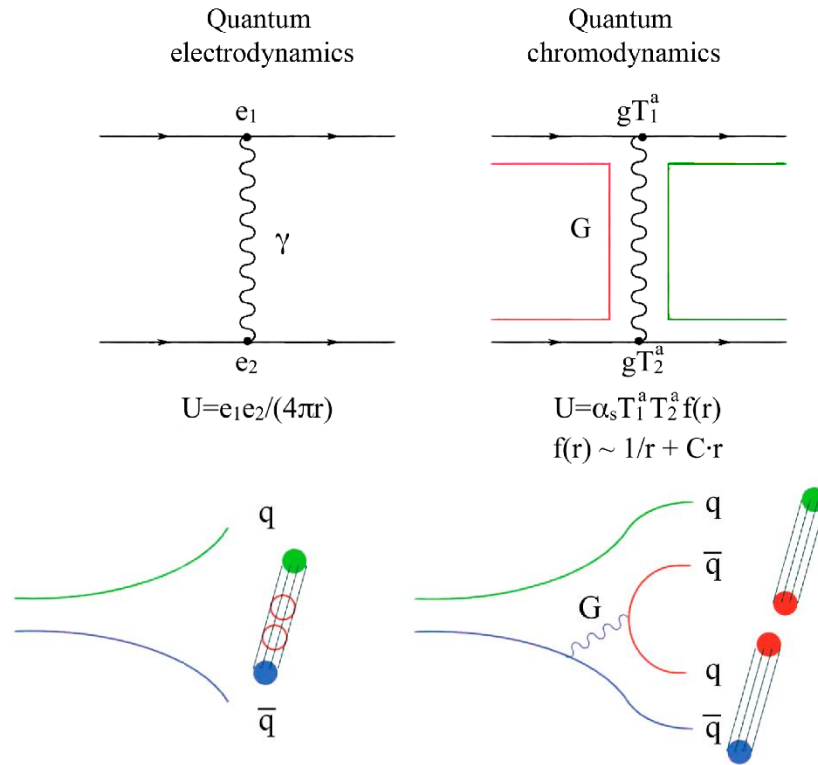 Quantum
electrodynamics
Quantum
chromodynamics
e₁
γ
e₂
U=e₁e₂/(4πr)
gT₁ᵃ
G
gT₂ᵃ
U=αₛT₁ᵃT₂ᵃf(r)
f(r) ~ 1/r + C·r
q
q̅
q
q̅
G
q
q̅